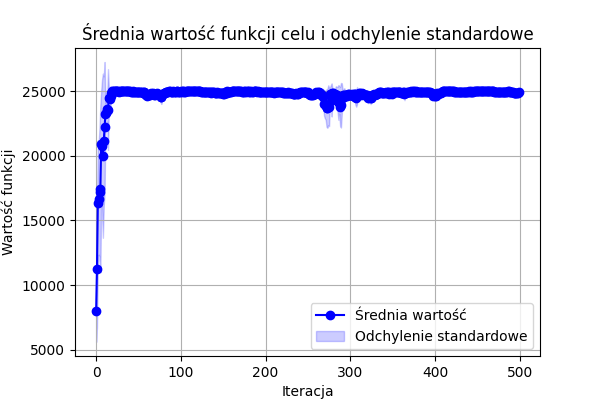 Średnia wartość funkcji celu i odchylenie standardowe
Wartość funkcji
25000
20000
15000
10000
5000
0 100 200 300 400 500
Iteracja
Średnia wartość
Odchylenie standardowe